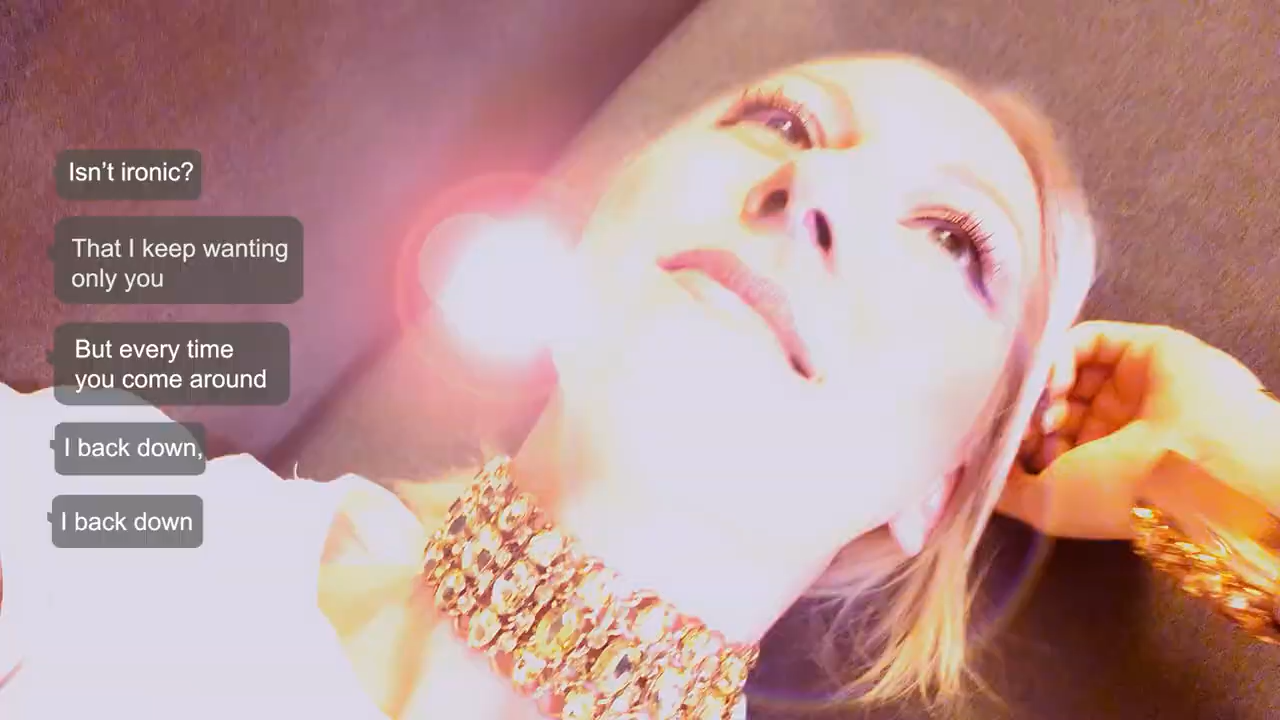 Isn’t ironic?
That I keep wanting
only you
But every time
you come around
I back down,
I back down